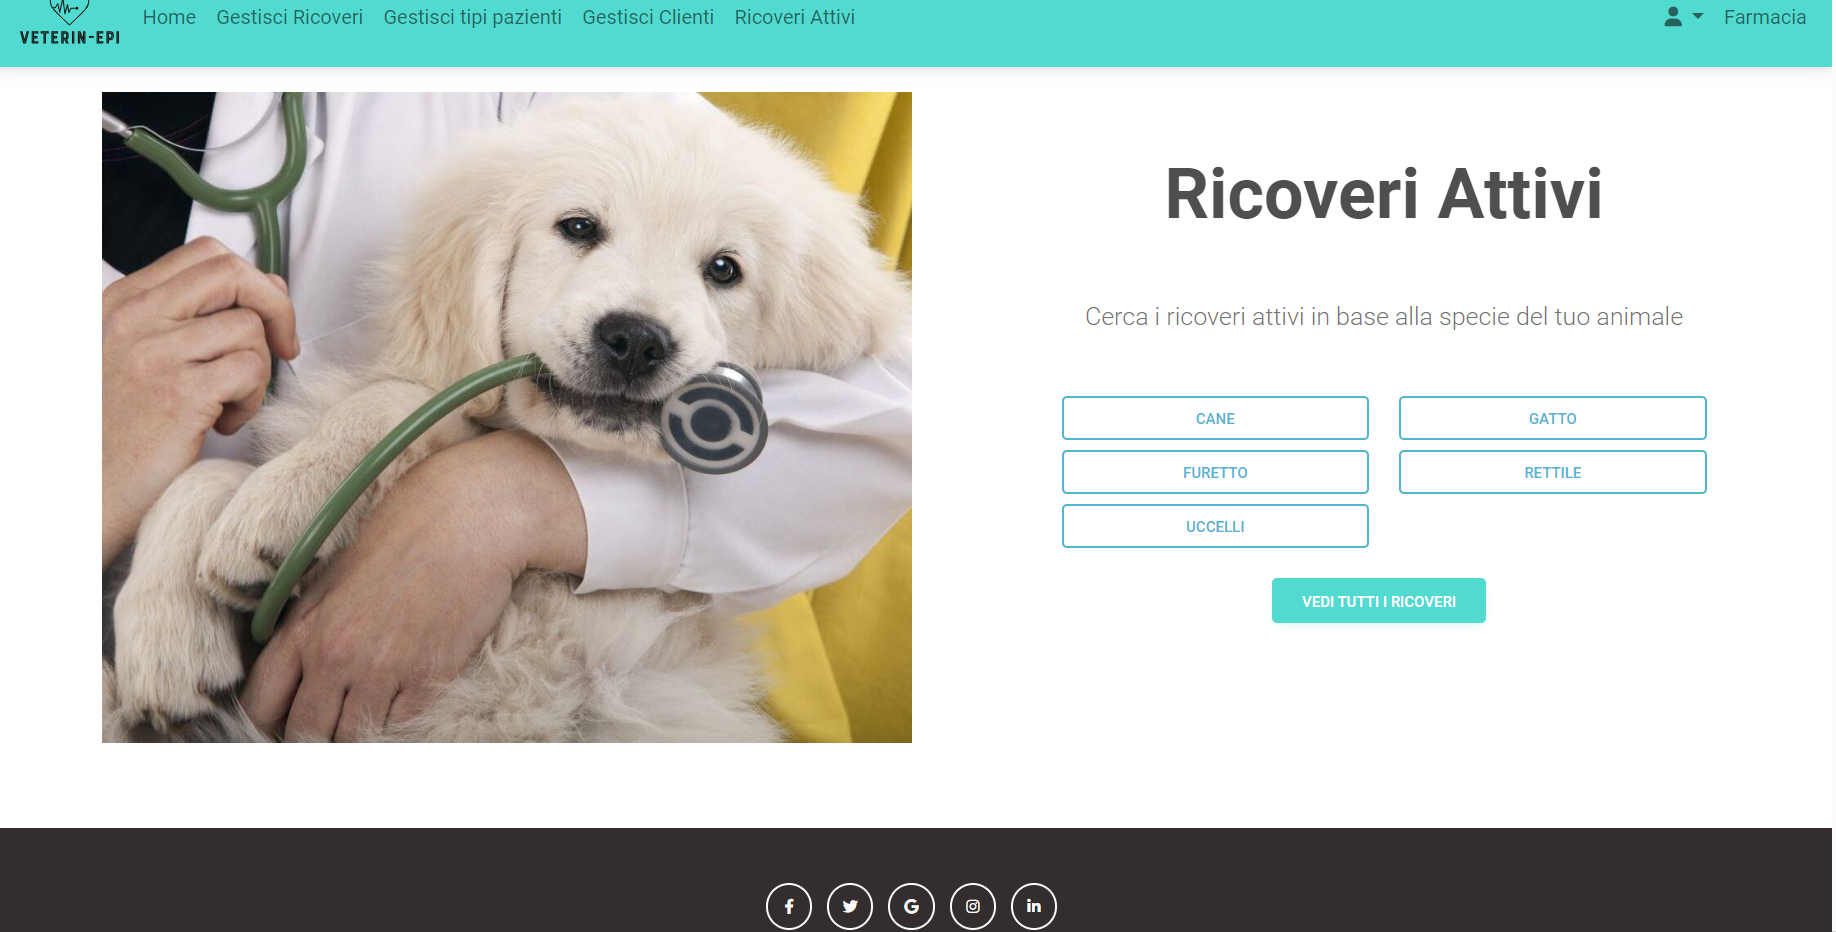 VETERIN-EPI
Home Gestisci Ricoveri Gestisci tipi pazienti Gestisci Clienti Ricoveri Attivi Farmacia
Ricoveri Attivi
Cerca i ricoveri attivi in base alla specie del tuo animale
CANE GATTO
FURETTO RETTILE
UCCELLI
VEDI TUTTI I RICOVERI